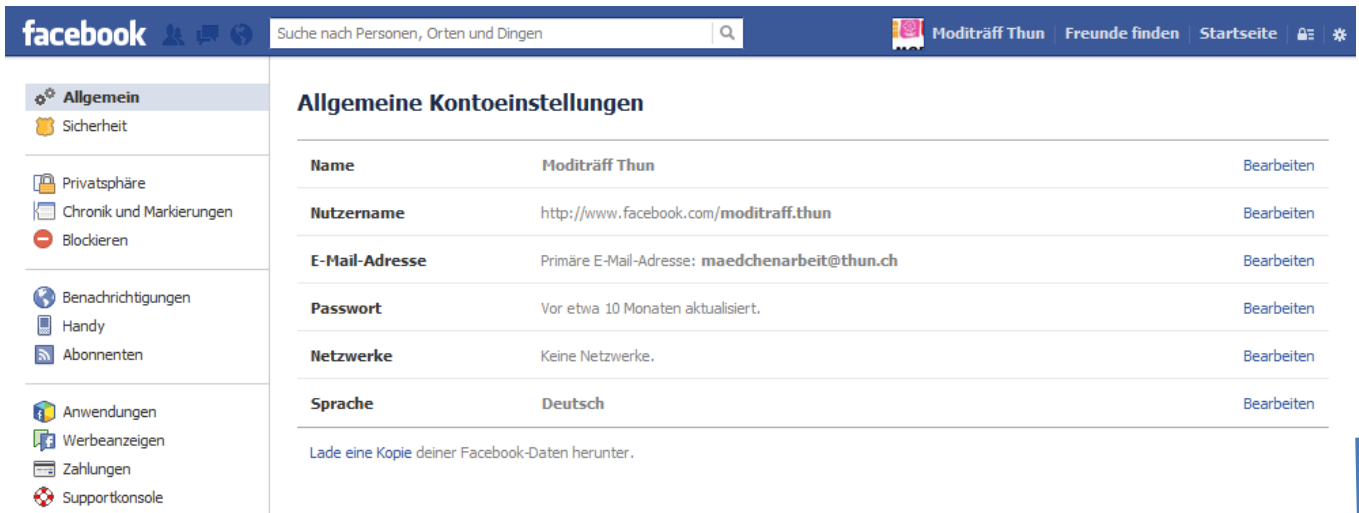 facebook Suche nach Personen, Orten und Dingen Moditräff Thun Freunde finden Startseite
Allgemein
Sicherheit
Privatsphäre
Chronik und Markierungen
Blockieren
Benachrichtigungen
Handy
Abonnenten
Anwendungen
Werbeanzeigen
Zahlungen
Supportkonsole
Allgemeine Kontoeinstellungen
Name Moditräff Thun Bearbeiten
Nutzername http://www.facebook.com/moditraff.thun Bearbeiten
E-Mail-Adresse Primäre E-Mail-Adresse: maedchenarbeit@thun.ch Bearbeiten
Passwort Vor etwa 10 Monaten aktualisiert. Bearbeiten
Netzwerke Keine Netzwerke. Bearbeiten
Sprache Deutsch Bearbeiten
Lade eine Kopie deiner Facebook-Daten herunter.